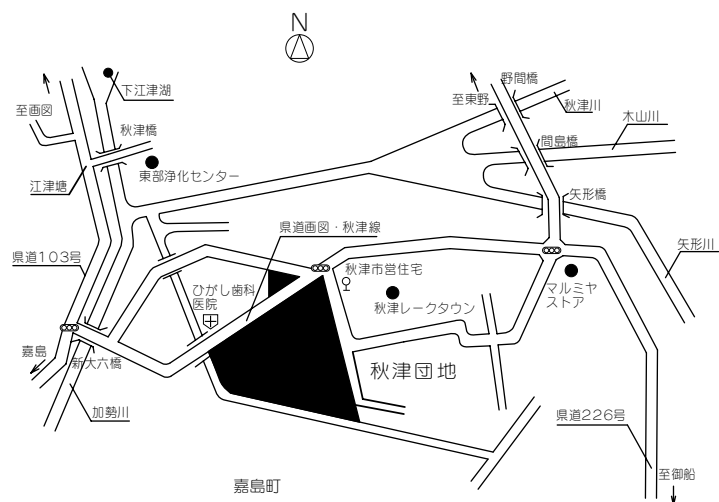 N
下江津湖
至画図
秋津橋
江津塘
東部浄化センター
野間橋
至東野
秋津川
木山川
間島橋
矢形橋
県道画図・秋津線
県道103号
矢形川
ひがし歯科
医院
秋津市営住宅
秋津レークタウン
マルミヤ
ストア
嘉島
新大六橋
秋津団地
加勢川
県道226号
至御船
嘉島町